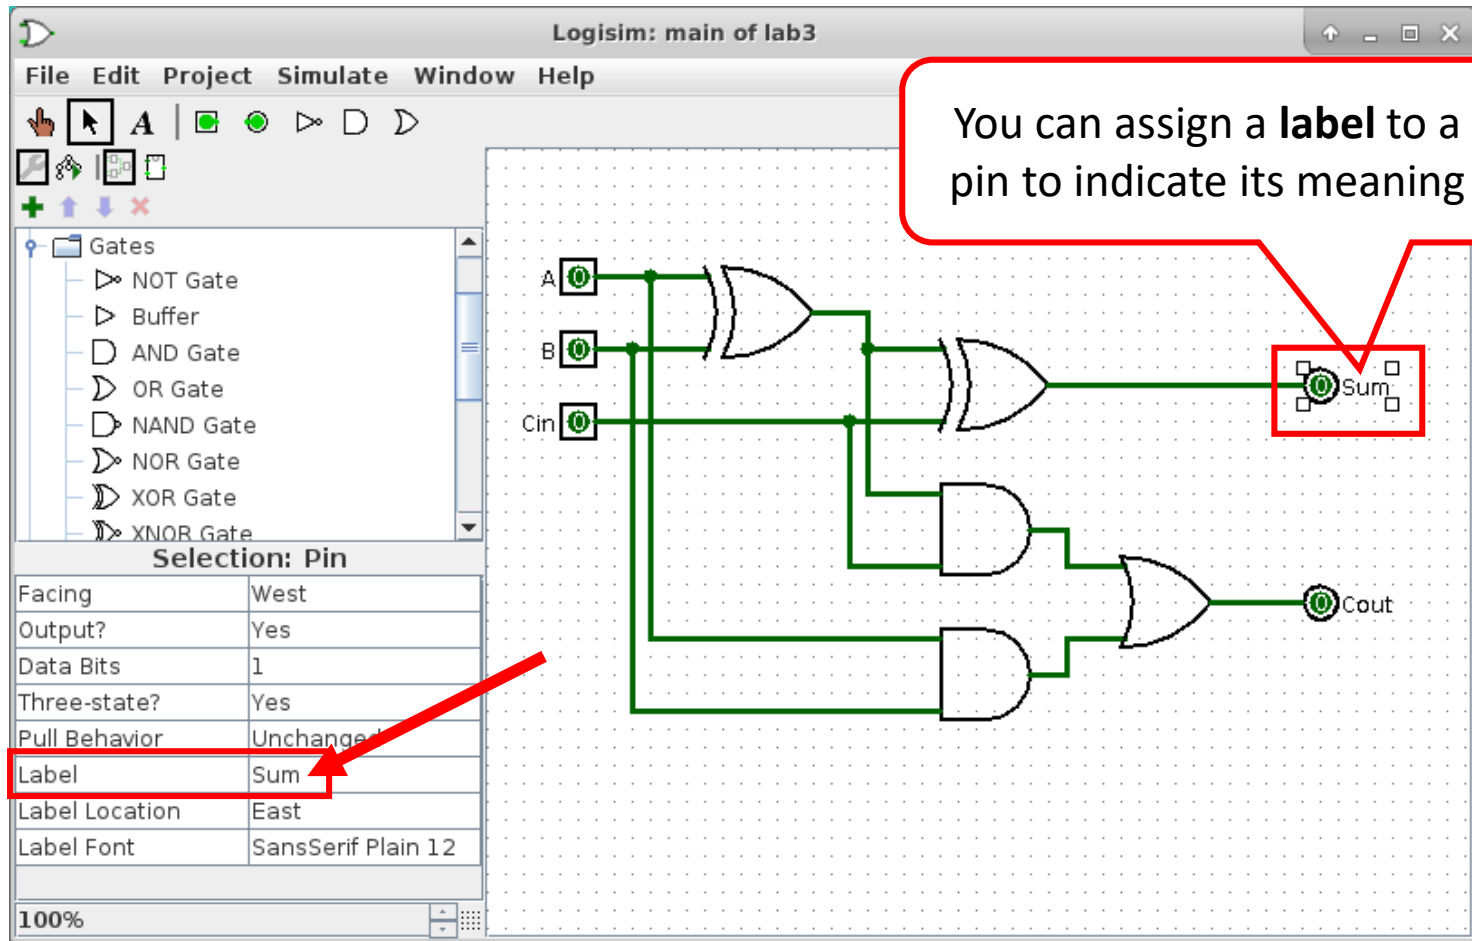 Logisim: main of lab3
File Edit Project Simulate Window Help
A
You can assign a label to a
pin to indicate its meaning
Gates
NOT Gate
Buffer
AND Gate
OR Gate
NAND Gate
NOR Gate
XOR Gate
XNOR Gate
Selection: Pin
Facing West
Output? Yes
Data Bits 1
Three-state? Yes
Pull Behavior Unchanged
Label Sum
Label Location East
Label Font SansSerif Plain 12
100%
A 0
B 0
Cin 0
0 Sum
0 Cout